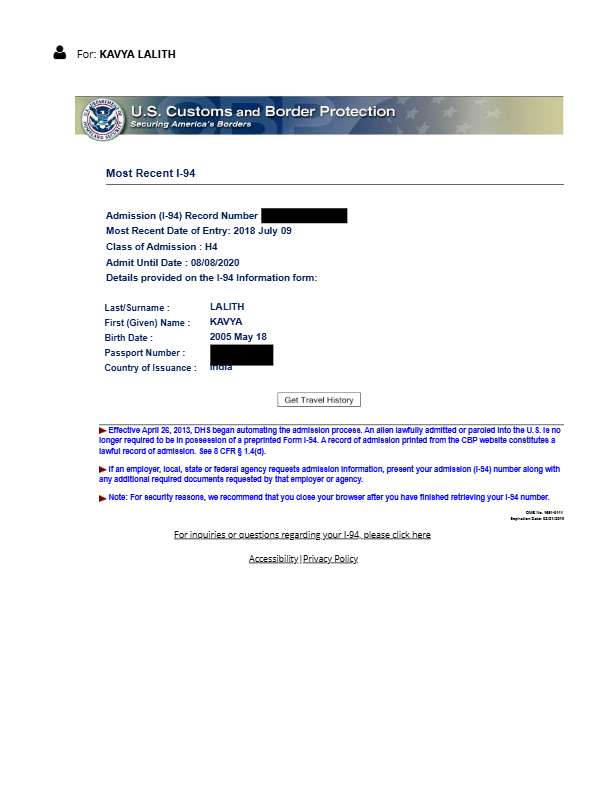 For: KAVYA LALITH
U.S. Customs and Border Protection
Securing America's Borders
Most Recent I-94
Admission (I-94) Record Number
Most Recent Date of Entry: 2018 July 09
Class of Admission : H4
Admit Until Date : 08/08/2020
Details provided on the I-94 Information form:
Last/Surname : LALITH
First (Given) Name : KAVYA
Birth Date : 2005 May 18
Passport Number :
Country of Issuance : India
Get Travel History
Effective April 26, 2013, DHS began automating the admission process. An alien lawfully admitted or paroled into the U.S. is no
longer required to be in possession of a preprinted Form I-94. A record of admission printed from the CBP website constitutes a
lawful record of admission. See 8 CFR § 1.4(d).
If an employer, local, state or federal agency requests admission information, present your admission (I-94) number along with
any additional required documents requested by that employer or agency.
Note: For security reasons, we recommend that you close your browser after you have finished retrieving your I-94 number.
OMB No. 1651-0111
Expiration Date:
For inquiries or questions regarding your I-94, please click here
Accessibility|Privacy Policy